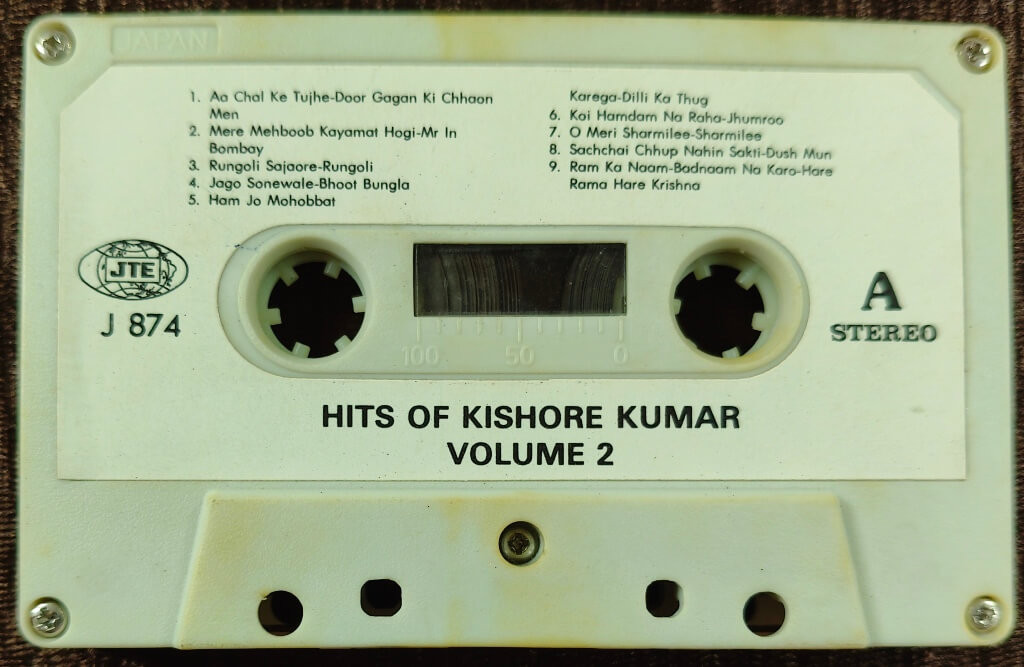 JAPAN
1. Aa Chal Ke Tujhe-Door Gagan Ki Chhaon
Men
2. Mere Mehboob Kayamat Hogi-Mr In
Bombay
3. Rungoli Sajaore-Rungoli
4. Jago Sonewale-Bhoot Bungla
5. Ham Jo Mohobbat
Karega-Dilli Ka Thug
6. Koi Hamdam Na Raha-Jhumroo
7. O Meri Sharmilee-Sharmilee
8. Sachchai Chhup Nahin Sakti-Dush Mun
9. Ram Ka Naam-Badnaam Na Karo-Hare
Rama Hare Krishna
JTE
J 874
A
STEREO
100 50 0
HITS OF KISHORE KUMAR
VOLUME 2